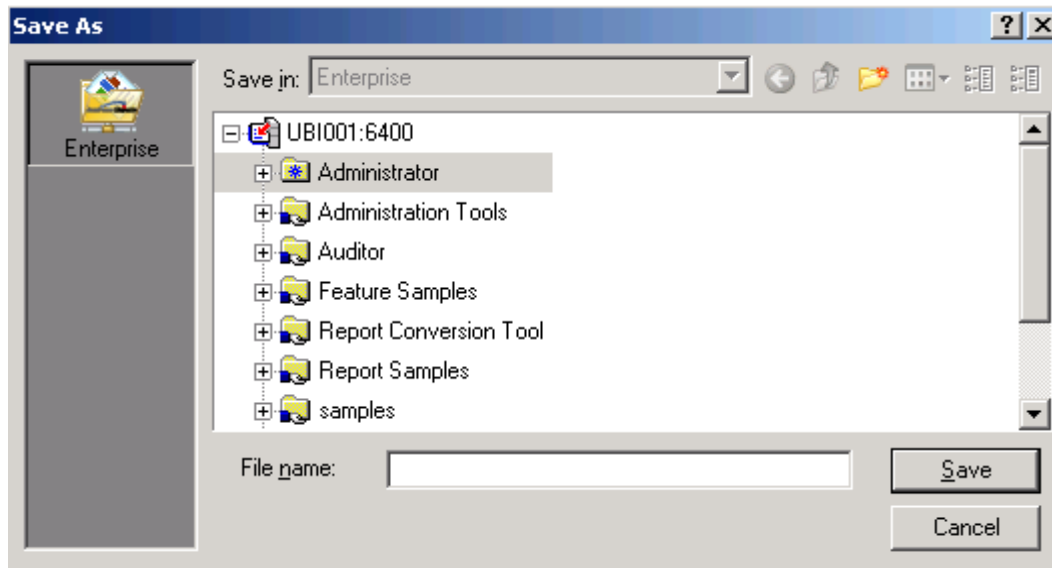 Save As
Save in: Enterprise
Enterprise
UBI001:6400
Administrator
Administration Tools
Auditor
Feature Samples
Report Conversion Tool
Report Samples
samples
File name:
Save
Cancel